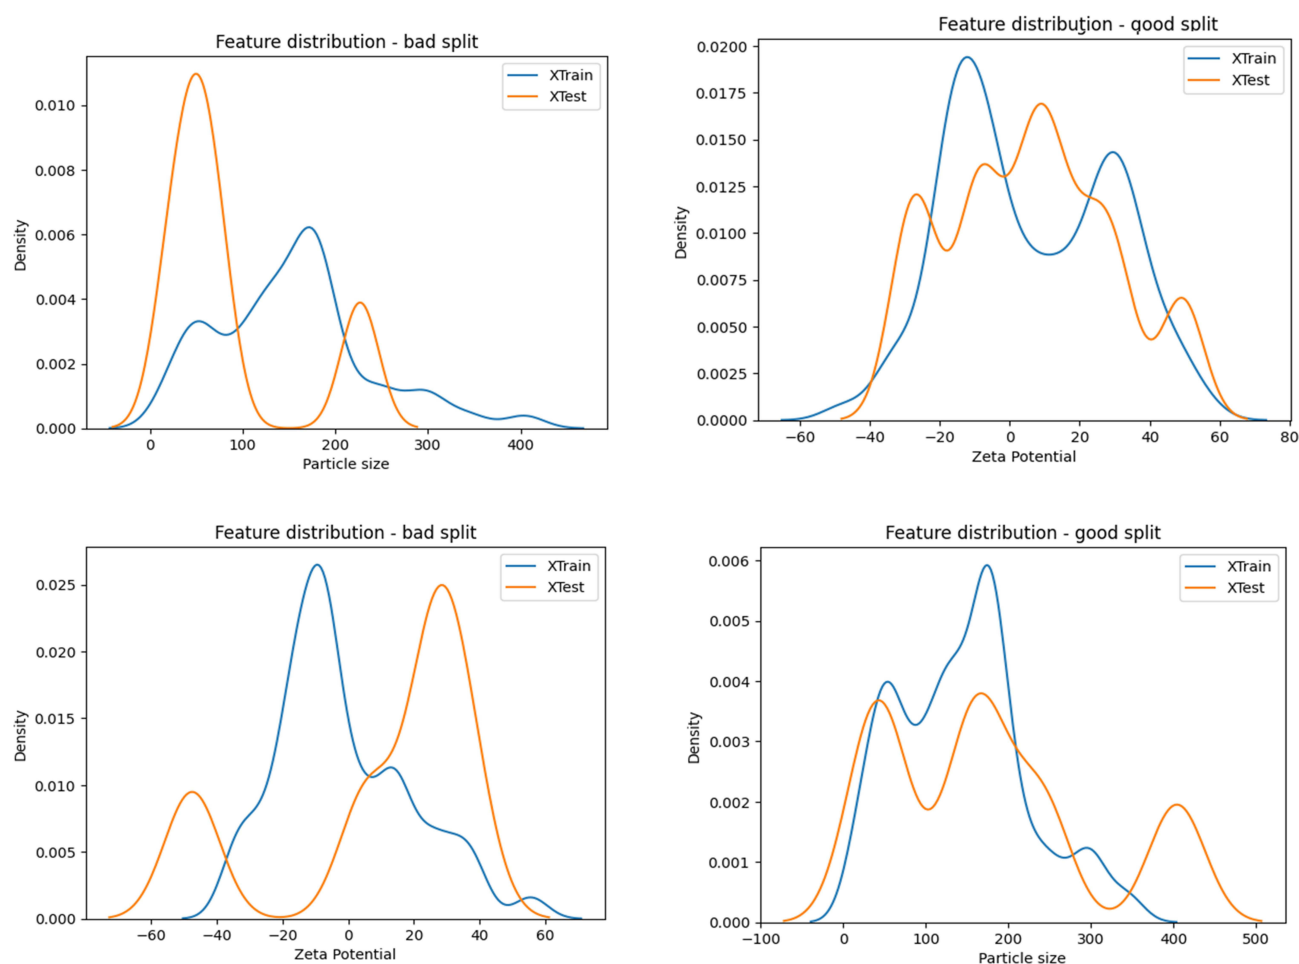 Feature distribution - bad split
XTrain
XTest
0.010
0.008
0.006
0.004
0.002
0.000
Density
0 100 200 300 400
Particle size
Feature distribution - good split
XTrain
XTest
0.0200
0.0175
0.0150
0.0125
0.0100
0.0075
0.0050
0.0025
0.0000
Density
−60 −40 −20 0 20 40 60 80
Zeta Potential
Feature distribution - bad split
XTrain
XTest
0.025
0.020
0.015
0.010
0.005
0.000
Density
−60 −40 −20 0 20 40 60
Zeta Potential
Feature distribution - good split
XTrain
XTest
0.006
0.005
0.004
0.003
0.002
0.001
0.000
Density
−100 0 100 200 300 400 500
Particle size